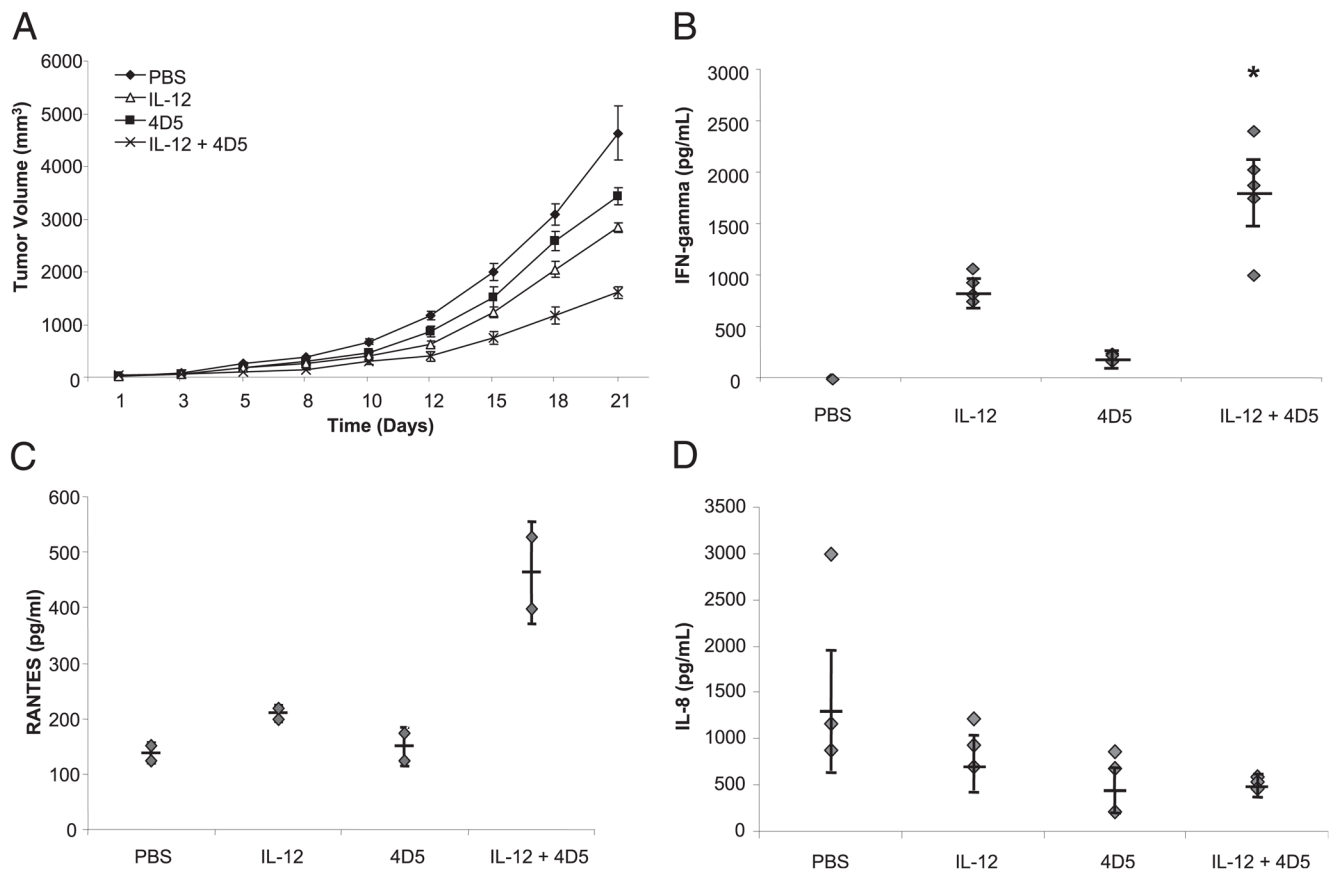 A
6000
5000
4000
3000
2000
1000
0
Tumor Volume (mm³)
PBS
IL-12
4D5
IL-12 + 4D5
1 3 5 8 10 12 15 18 21
Time (Days)
B
3000
2500
2000
1500
1000
500
0
IFN-gamma (pg/mL)
*
PBS IL-12 4D5 IL-12 + 4D5
C
600
500
400
300
200
100
0
RANTES (pg/ml)
PBS IL-12 4D5 IL-12 + 4D5
D
3500
3000
2500
2000
1500
1000
500
0
IL-8 (pg/mL)
PBS IL-12 4D5 IL-12 + 4D5